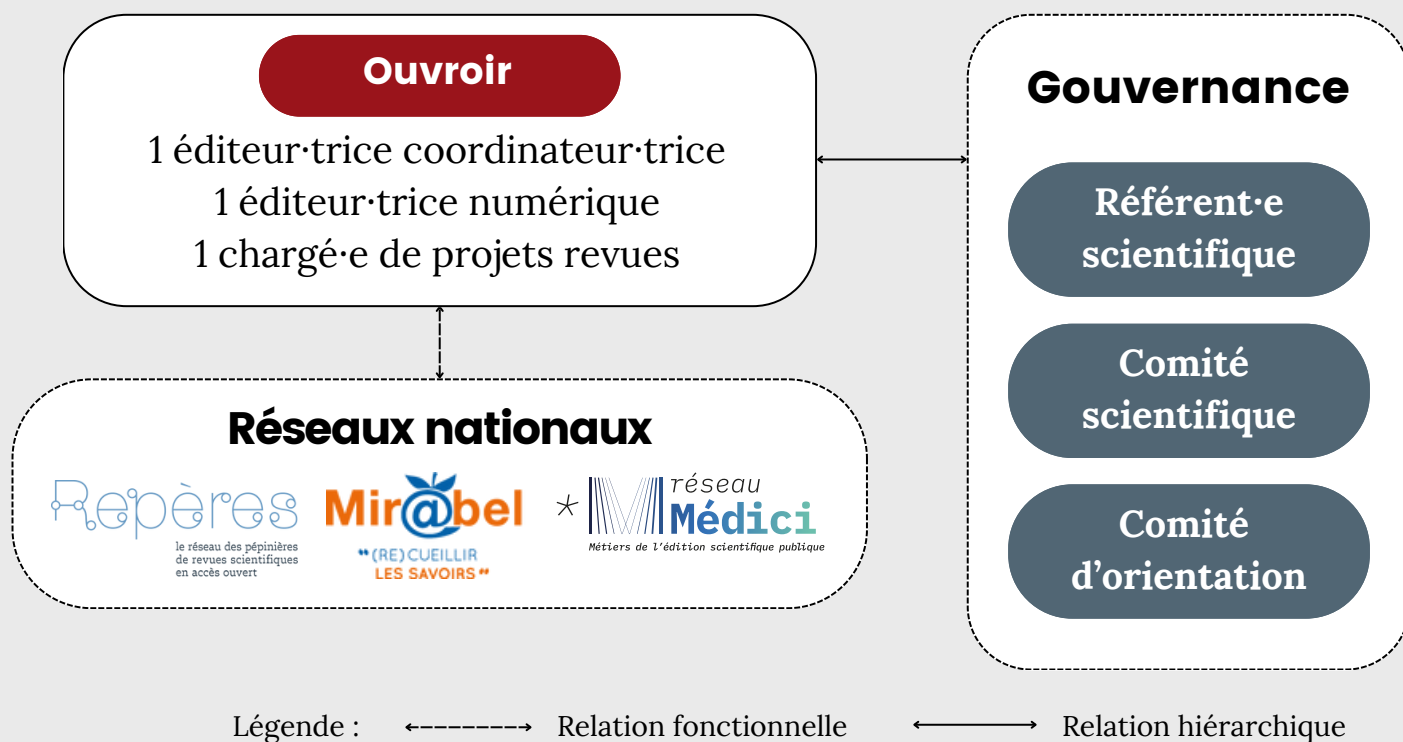 Ouvroir
1 éditeur·trice coordinateur·trice
1 éditeur·trice numérique
1 chargé·e de projets revues
Gouvernance
Référent·e
scientifique
Comité
scientifique
Comité
d'orientation
Réseaux nationaux
Repères
le réseau des pépinières
de revues scientifiques
en accès ouvert
Mir@bel
"(RE)CUEILLIR
LES SAVOIRS"
* réseau
Médici
Métiers de l'édition scientifique publique
Légende : Relation fonctionnelle Relation hiérarchique